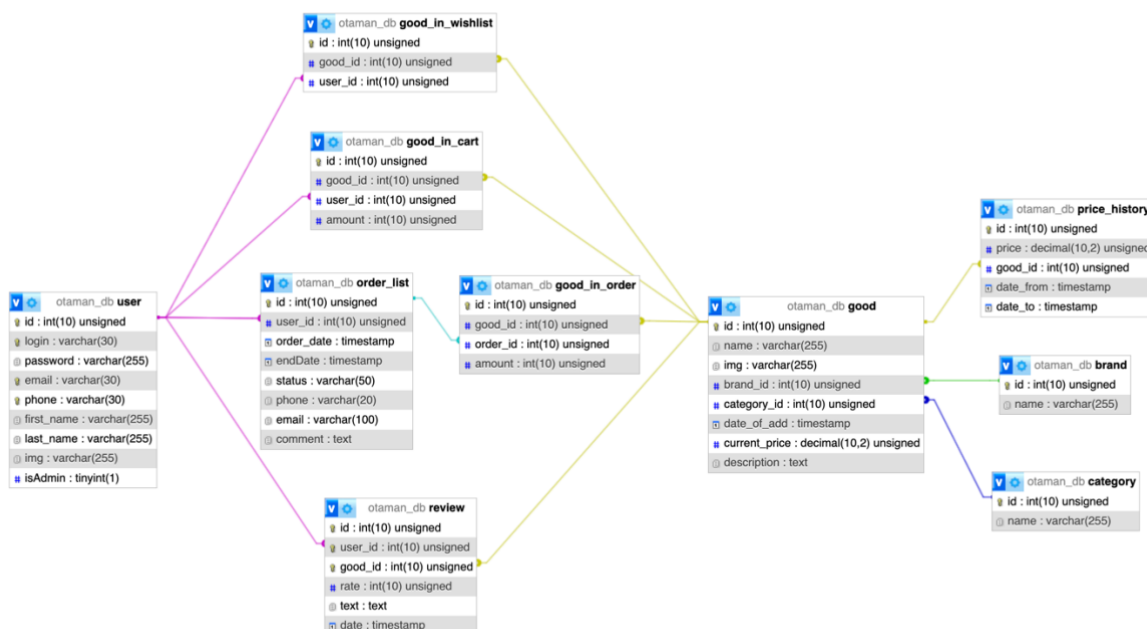 otaman_db good_in_wishlist
id : int(10) unsigned
good_id : int(10) unsigned
user_id : int(10) unsigned
otaman_db good_in_cart
id : int(10) unsigned
good_id : int(10) unsigned
user_id : int(10) unsigned
amount : int(10) unsigned
otaman_db user
id : int(10) unsigned
login : varchar(30)
password : varchar(255)
email : varchar(30)
phone : varchar(30)
first_name : varchar(255)
last_name : varchar(255)
img : varchar(255)
isAdmin : tinyint(1)
otaman_db order_list
id : int(10) unsigned
user_id : int(10) unsigned
order_date : timestamp
endDate : timestamp
status : varchar(50)
phone : varchar(20)
email : varchar(100)
comment : text
otaman_db good_in_order
id : int(10) unsigned
good_id : int(10) unsigned
order_id : int(10) unsigned
amount : int(10) unsigned
otaman_db review
id : int(10) unsigned
user_id : int(10) unsigned
good_id : int(10) unsigned
rate : int(10) unsigned
text : text
date : timestamp
otaman_db good
id : int(10) unsigned
name : varchar(255)
img : varchar(255)
brand_id : int(10) unsigned
category_id : int(10) unsigned
date_of_add : timestamp
current_price : decimal(10,2) unsigned
description : text
otaman_db price_history
id : int(10) unsigned
price : decimal(10,2) unsigned
good_id : int(10) unsigned
date_from : timestamp
date_to : timestamp
otaman_db brand
id : int(10) unsigned
name : varchar(255)
otaman_db category
id : int(10) unsigned
name : varchar(255)